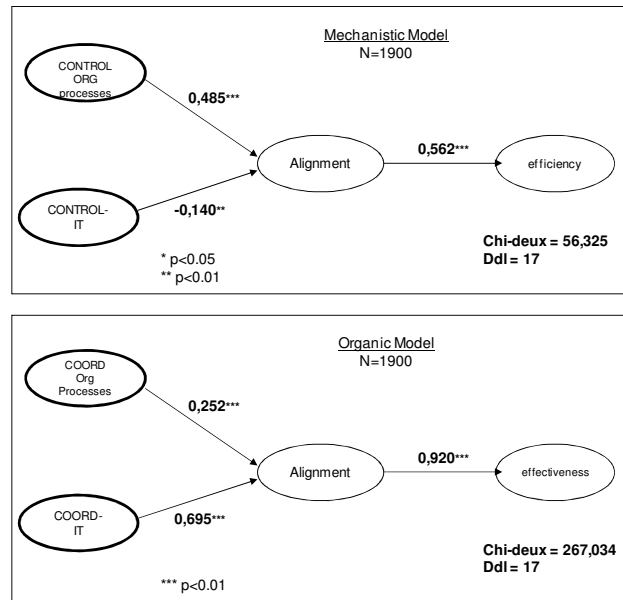 Mechanistic Model
N=1900
CONTROL
ORG
processes
0,485***
Alignment
0,562***
efficiency
CONTROL-
IT
-0,140**
* p<0.05
** p<0.01
Chi-deux = 56,325
Ddl = 17
Organic Model
N=1900
COORD
Org
Processes
0,252***
Alignment
0,920***
effectiveness
COORD-
IT
0,695***
*** p<0.01
Chi-deux = 267,034
Ddl = 17